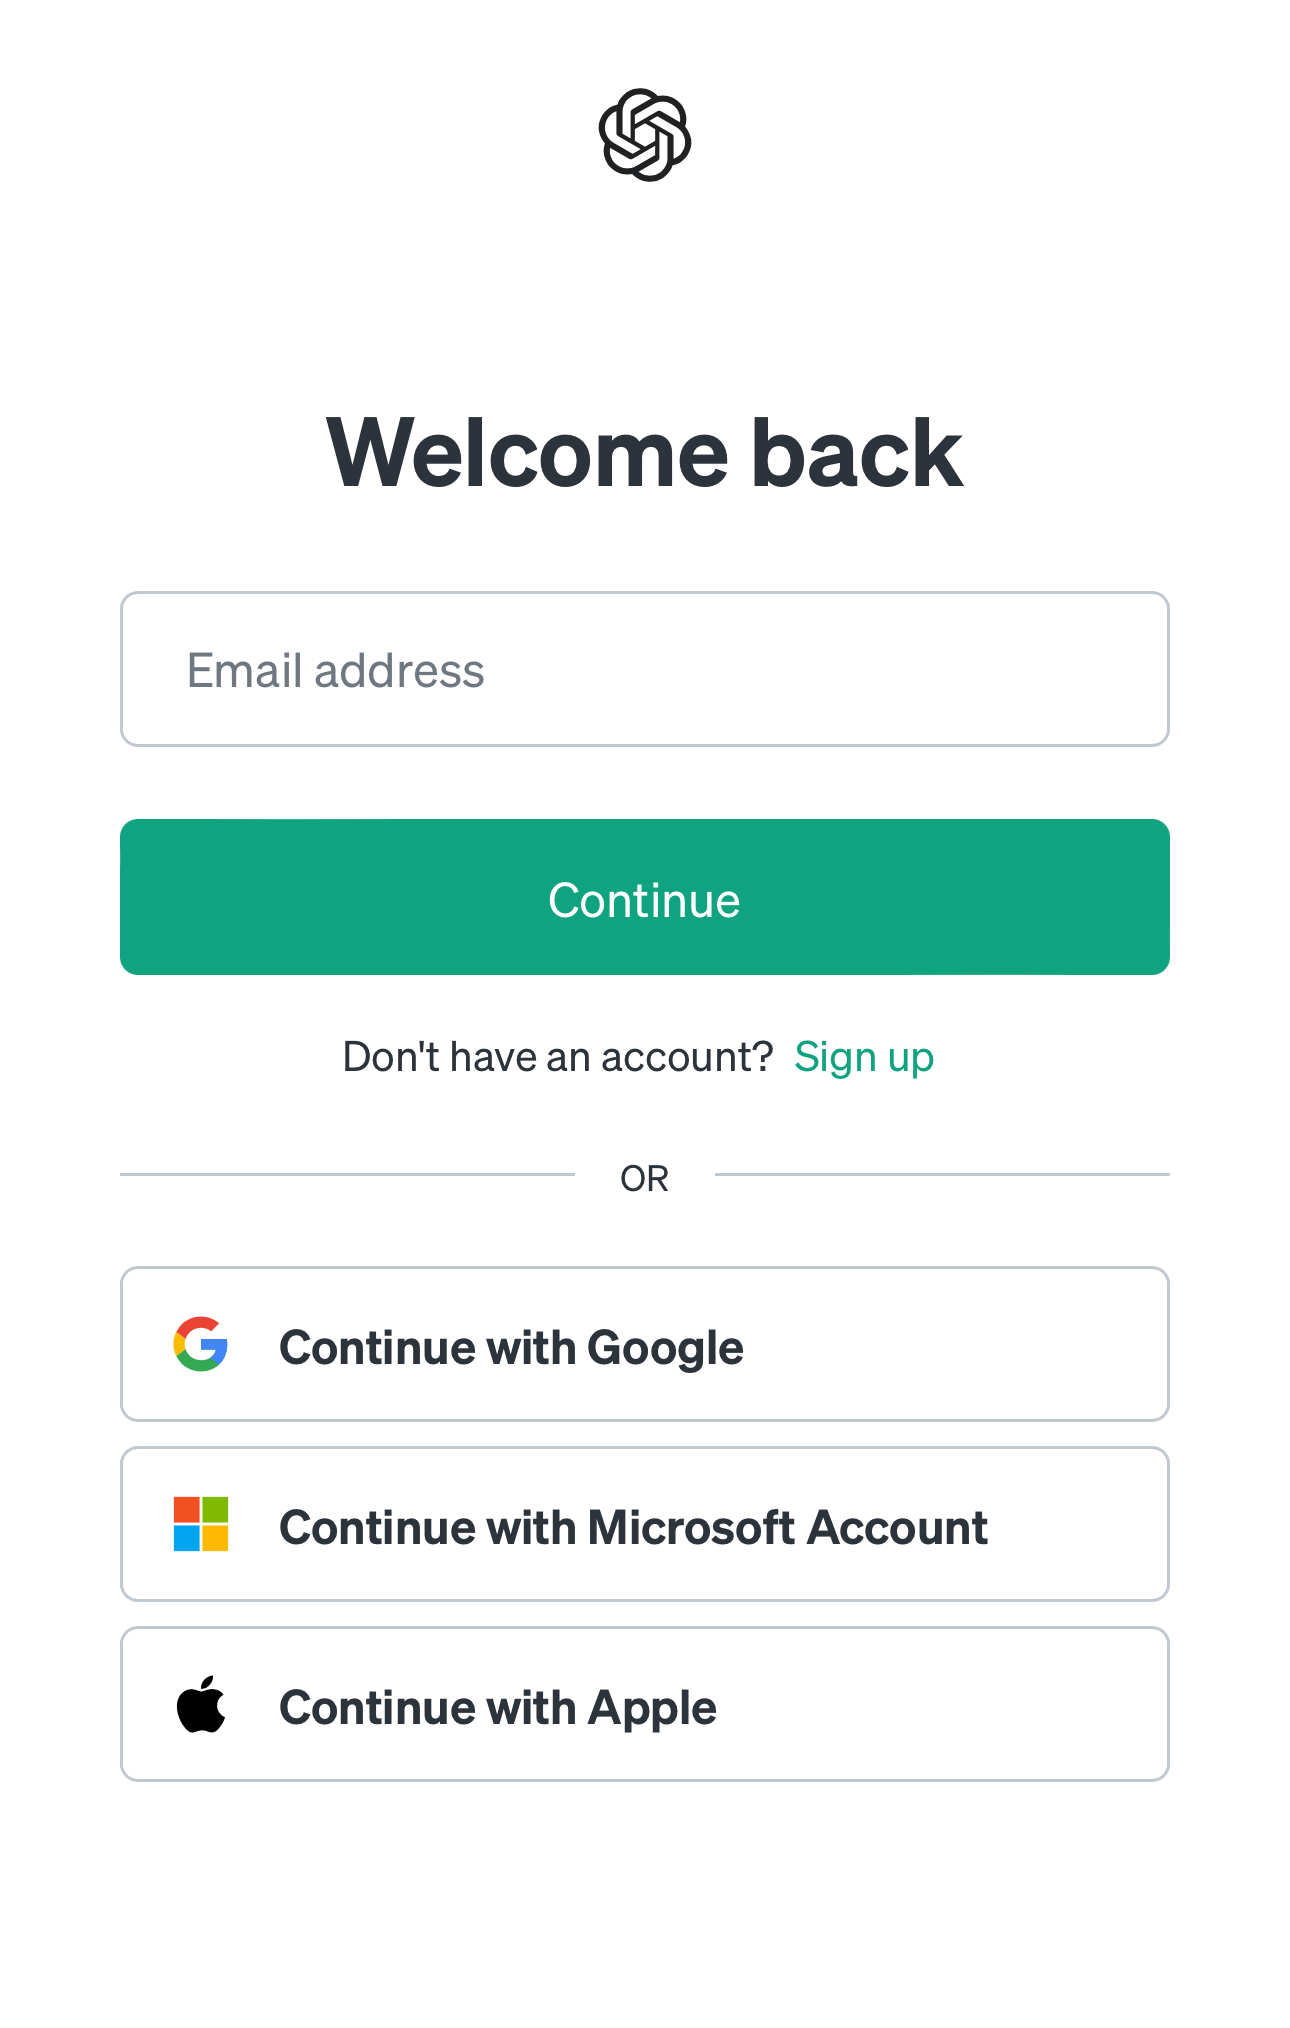 Welcome back
Email address
Continue
Don't have an account? Sign up
OR
Continue with Google
Continue with Microsoft Account
Continue with Apple